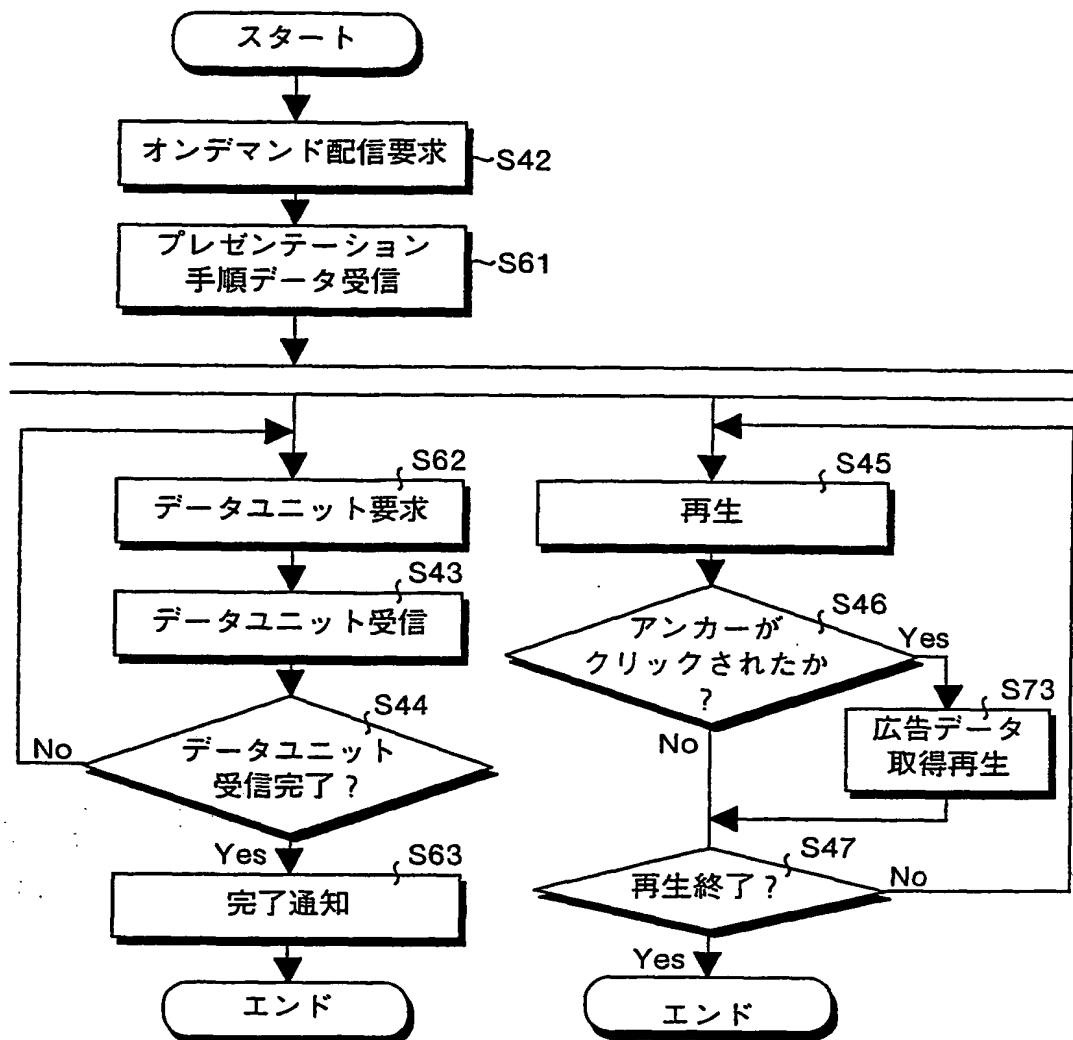 スタート
オンデマンド配信要求
S42
プレゼンテーション
手順データ受信
S61
S62
データユニット要求
S43
データユニット受信
S44
データユニット
受信完了?
No
Yes
S63
完了通知
エンド
S45
再生
S46
アンカーが
クリックされたか
?
Yes
No
S73
広告データ
取得再生
S47
再生終了?
No
Yes
エンド